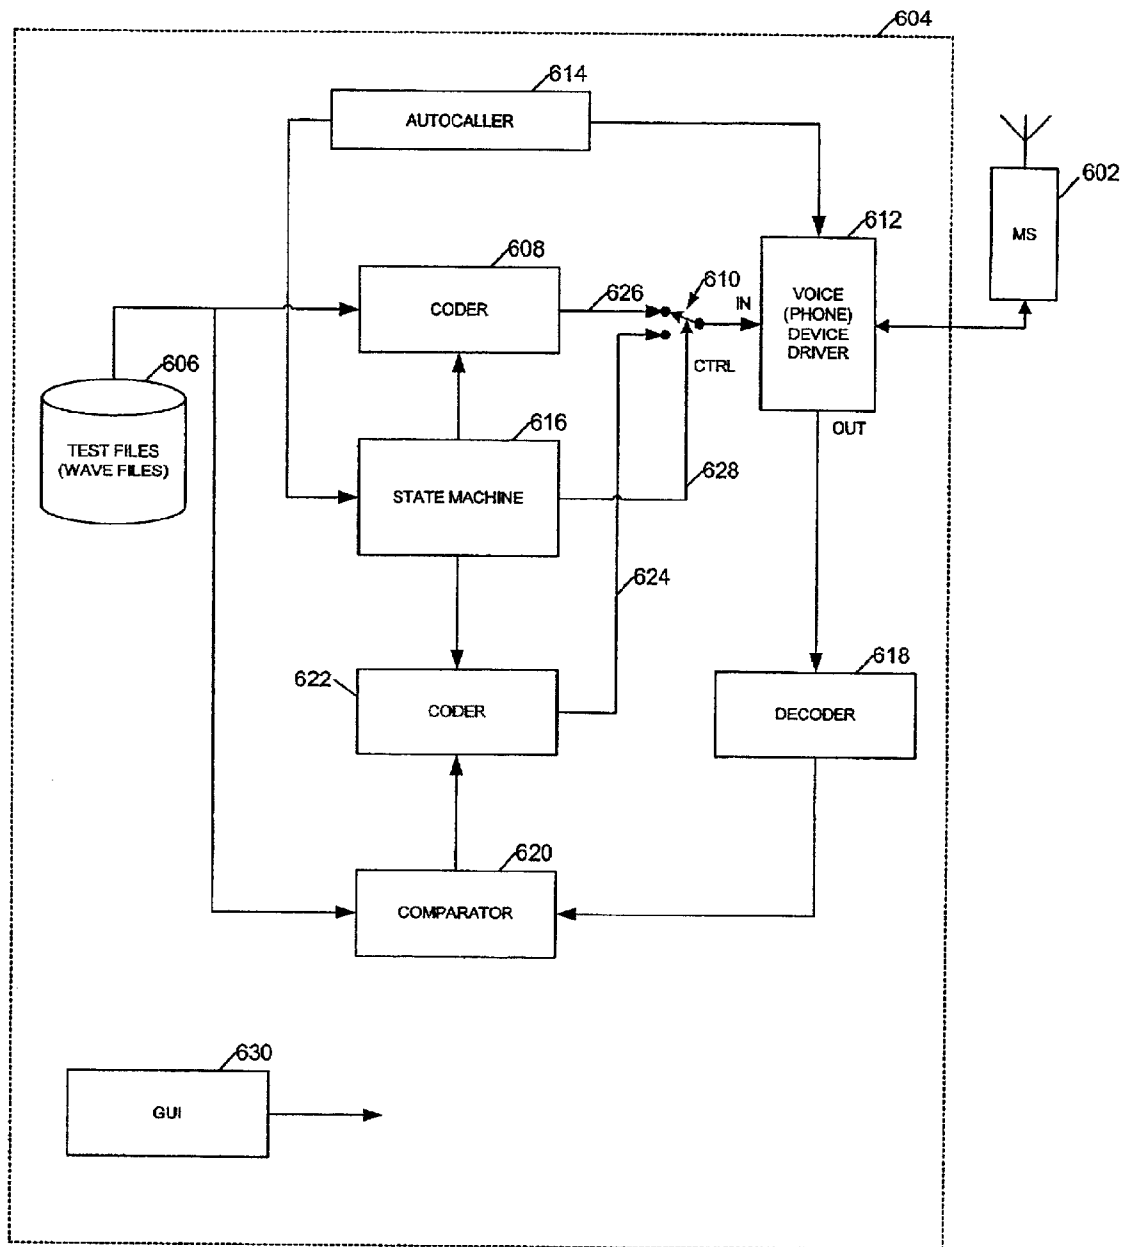 604
614
AUTOCALLER
602
MS
612
VOICE
(PHONE)
DEVICE
DRIVER
608
CODER
626
610
IN
CTRL
OUT
606
TEST FILES
(WAVE FILES)
616
STATE MACHINE
628
624
622
CODER
618
DECODER
620
COMPARATOR
630
GUI